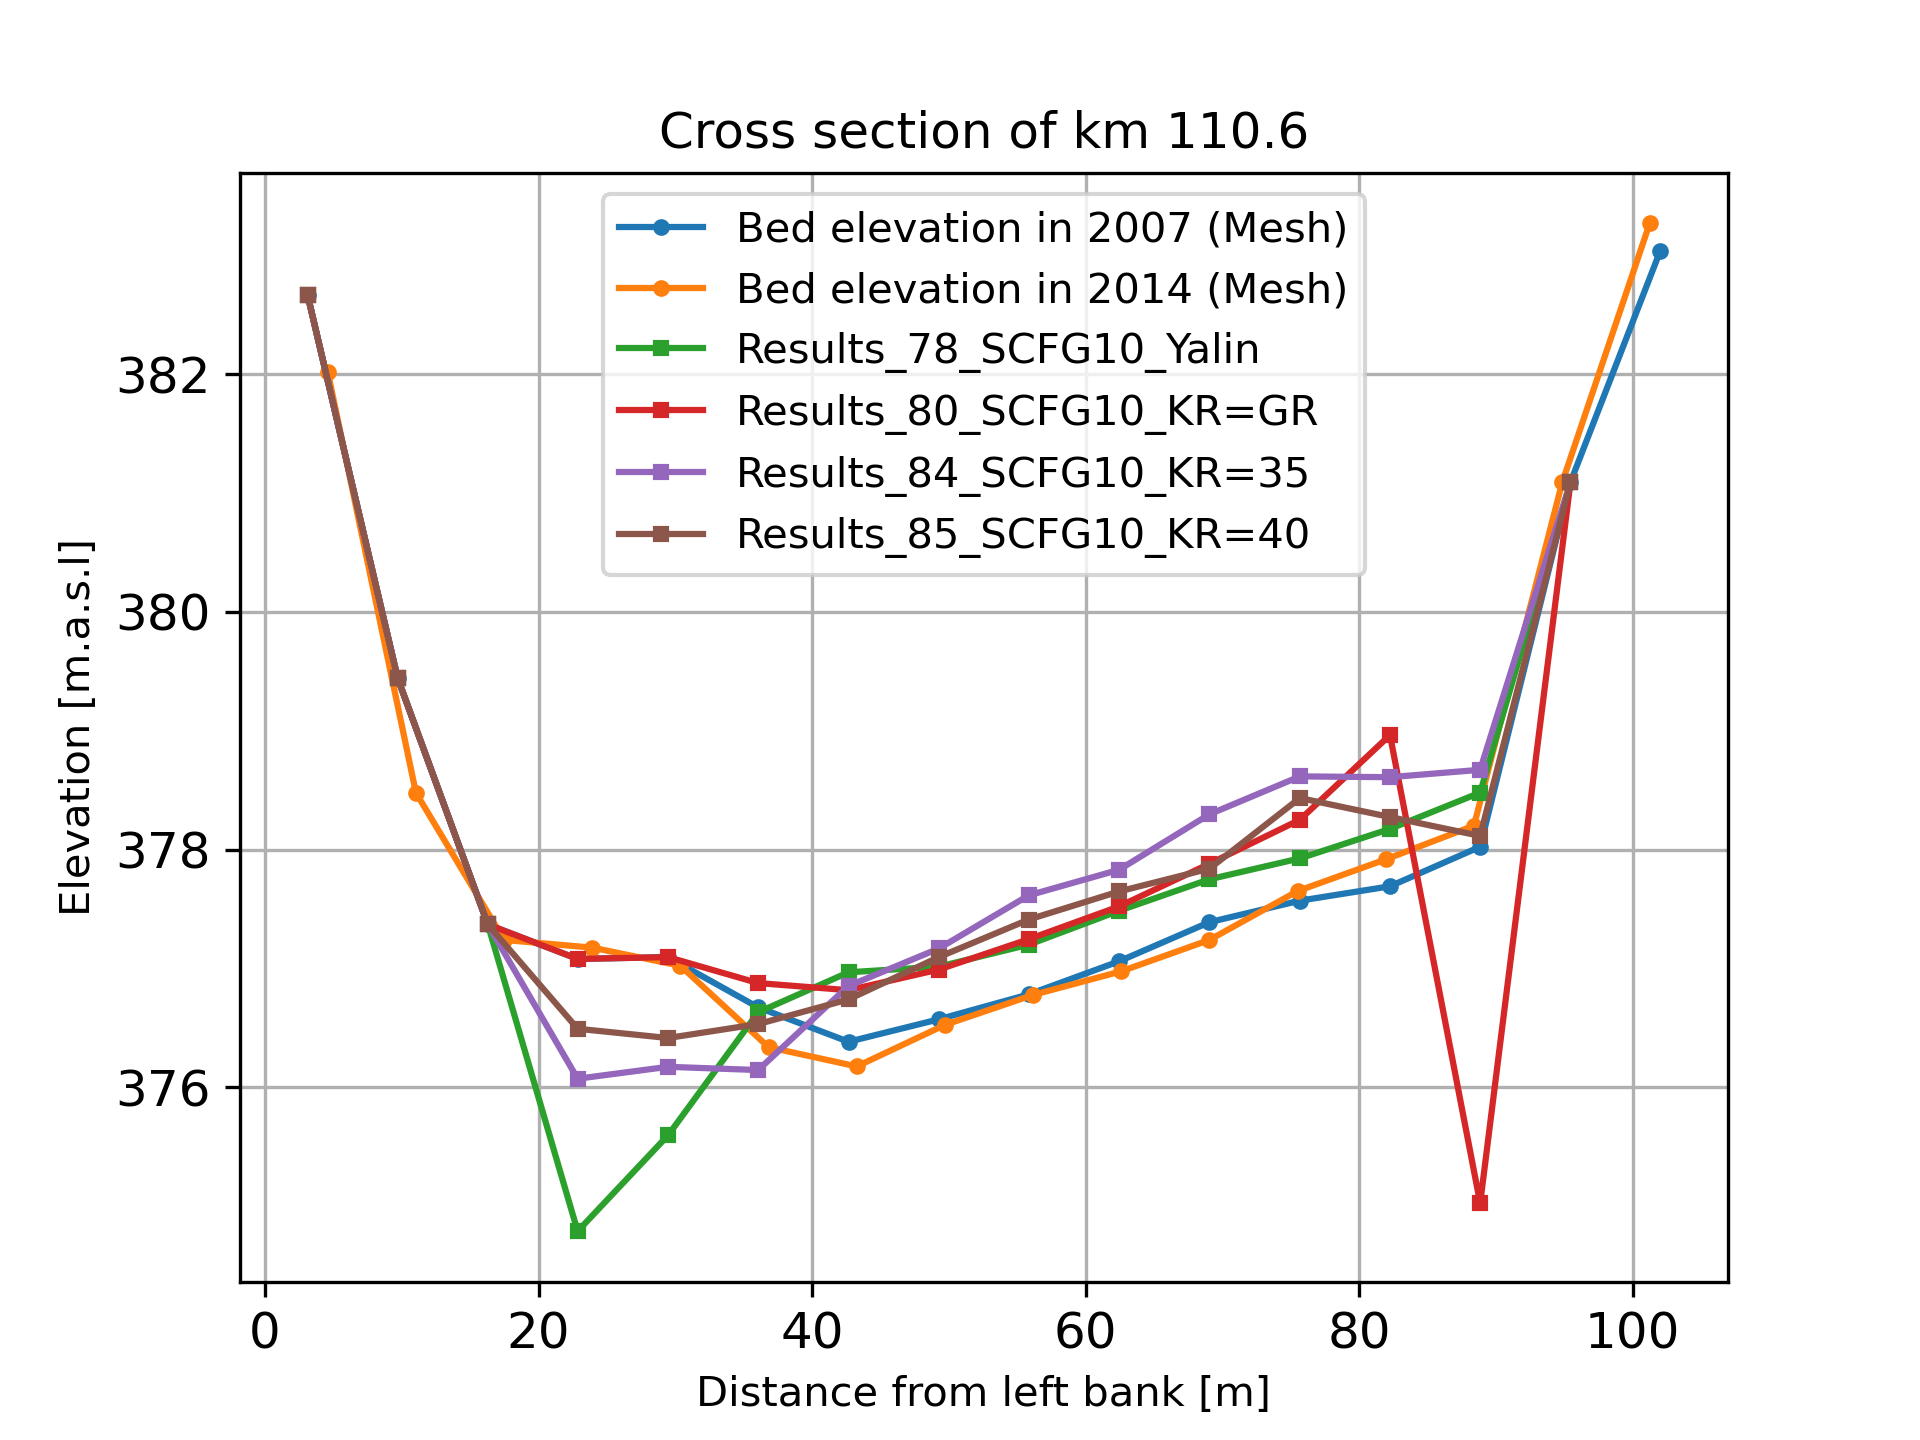 Cross section of km 110.6
Bed elevation in 2007 (Mesh)
Bed elevation in 2014 (Mesh)
Results_78_SCFG10_Yalin
Results_80_SCFG10_KR=GR
Results_84_SCFG10_KR=35
Results_85_SCFG10_KR=40
Elevation [m.a.s.l]
382
380
378
376
0 20 40 60 80 100
Distance from left bank [m]